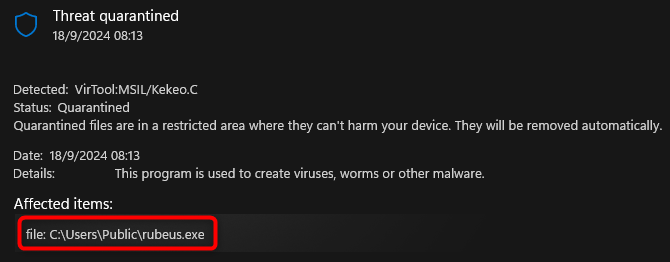 Threat quarantined
18/9/2024 08:13
Detected: VirTool:MSIL/Kekeo.C
Status: Quarantined
Quarantined files are in a restricted area where they can't harm your device. They will be removed automatically.
Date: 18/9/2024 08:13
Details: This program is used to create viruses, worms or other malware.
Affected items:
file: C:\Users\Public\rubeus.exe